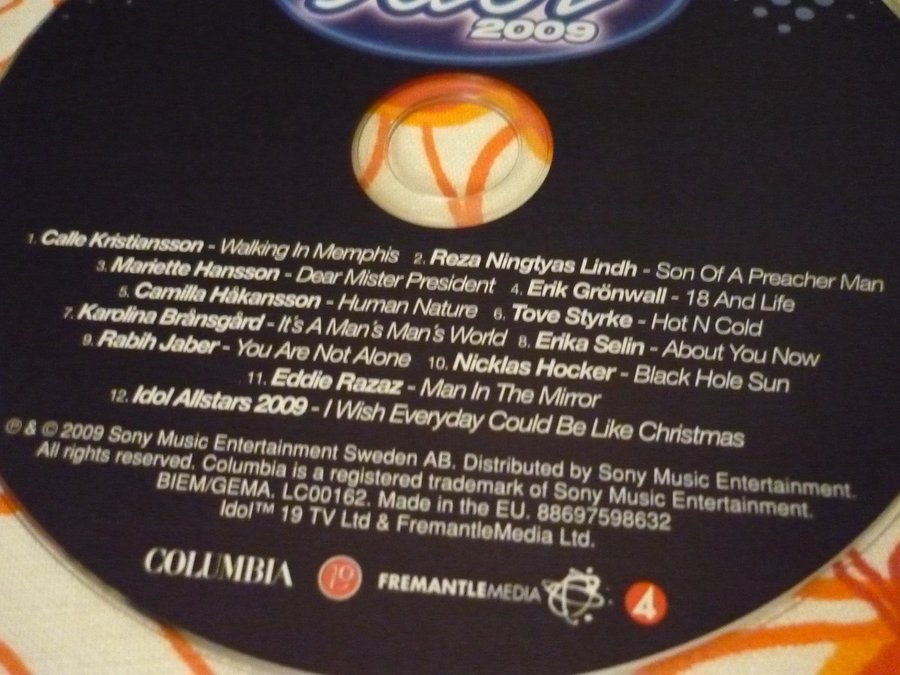 Idol
2009
1. Calle Kristiansson - Walking In Memphis 2. Reza Ningtyas Lindh - Son Of A Preacher Man
3. Mariette Hansson - Dear Mister President 4. Erik Grönwall - 18 And Life
5. Camilla Håkansson - Human Nature 6. Tove Styrke - Hot N Cold
7. Karolina Brånsgård - It's A Man's Man's World 8. Erika Selin - About You Now
9. Rabih Jaber - You Are Not Alone 10. Nicklas Hocker - Black Hole Sun
11. Eddie Razaz - Man In The Mirror
12. Idol Allstars 2009 - I Wish Everyday Could Be Like Christmas
℗ & © 2009 Sony Music Entertainment Sweden AB. Distributed by Sony Music Entertainment.
All rights reserved. Columbia is a registered trademark of Sony Music Entertainment.
BIEM/GEMA. LC00162. Made in the EU. 88697598632
Idol™ 19 TV Ltd & FremantleMedia Ltd.
COLUMBIA 19 FREMANTLEMEDIA 4